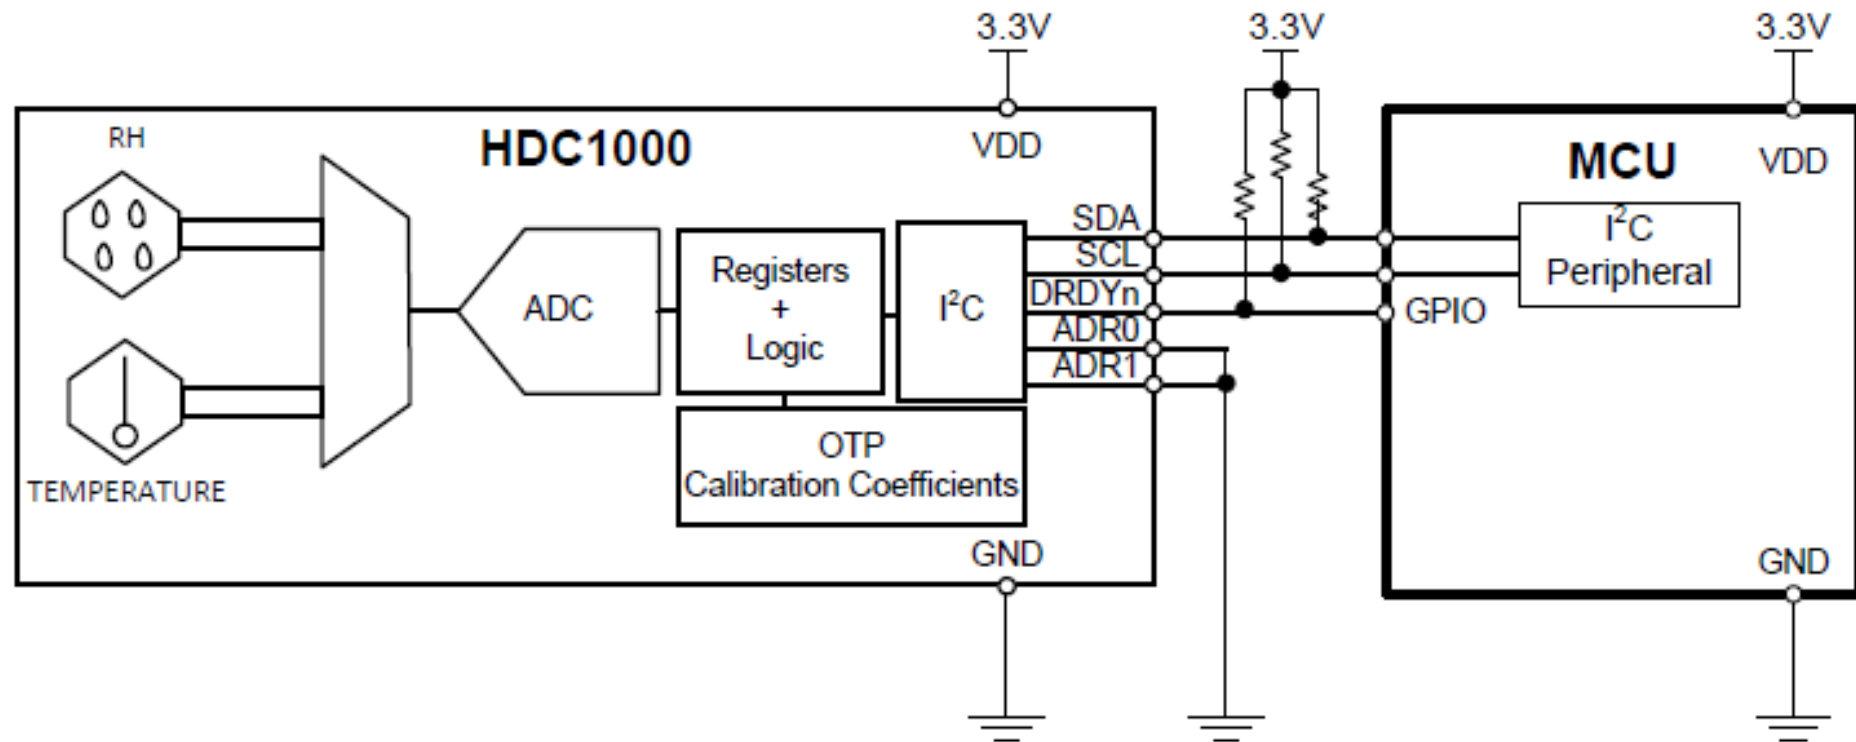 3.3V
3.3V
3.3V
RH
HDC1000
VDD
MCU
VDD
SDA
SCL
DRDYn
ADR0
ADR1
ADC
Registers
+
Logic
I²C
I²C
Peripheral
GPIO
OTP
Calibration Coefficients
TEMPERATURE
GND
GND